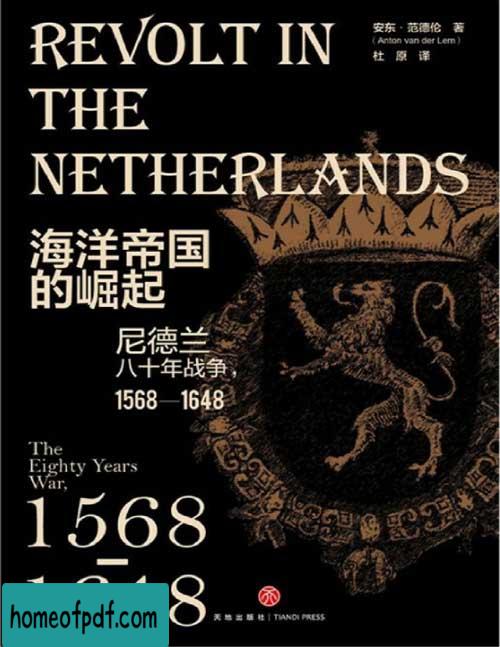 REVOLT IN
THE
NETHERLANDS
安东·范德伦 著
(Anton van der Lem)
杜 原 译
海洋帝国
的崛起
尼德兰
八十年战争,
1568—1648
The
Eighty Years
War,
1568
–
1648
天地出版社 | TIANDI PRESS
homeofpdf.com